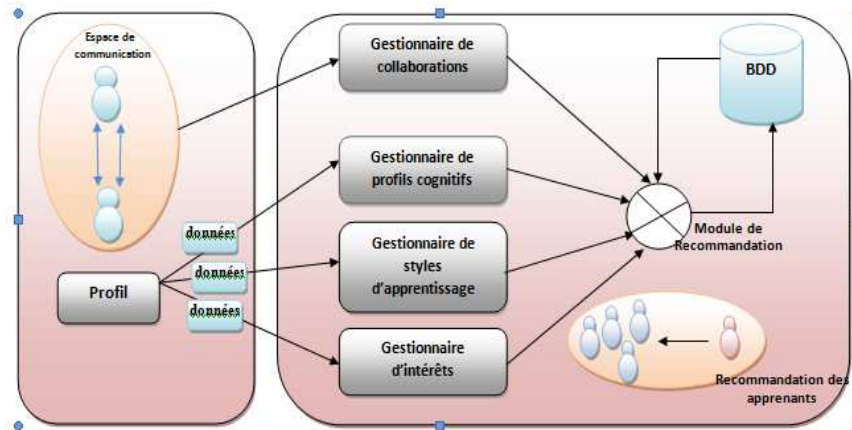 Espace de
communication
données
données
données
Profil
Gestionnaire de
collaborations
Gestionnaire de
profils cognitifs
Gestionnaire de
styles
d'apprentissage
Gestionnaire
d'intérêts
BDD
Module de
Recommandation
Recommandation des
apprenants